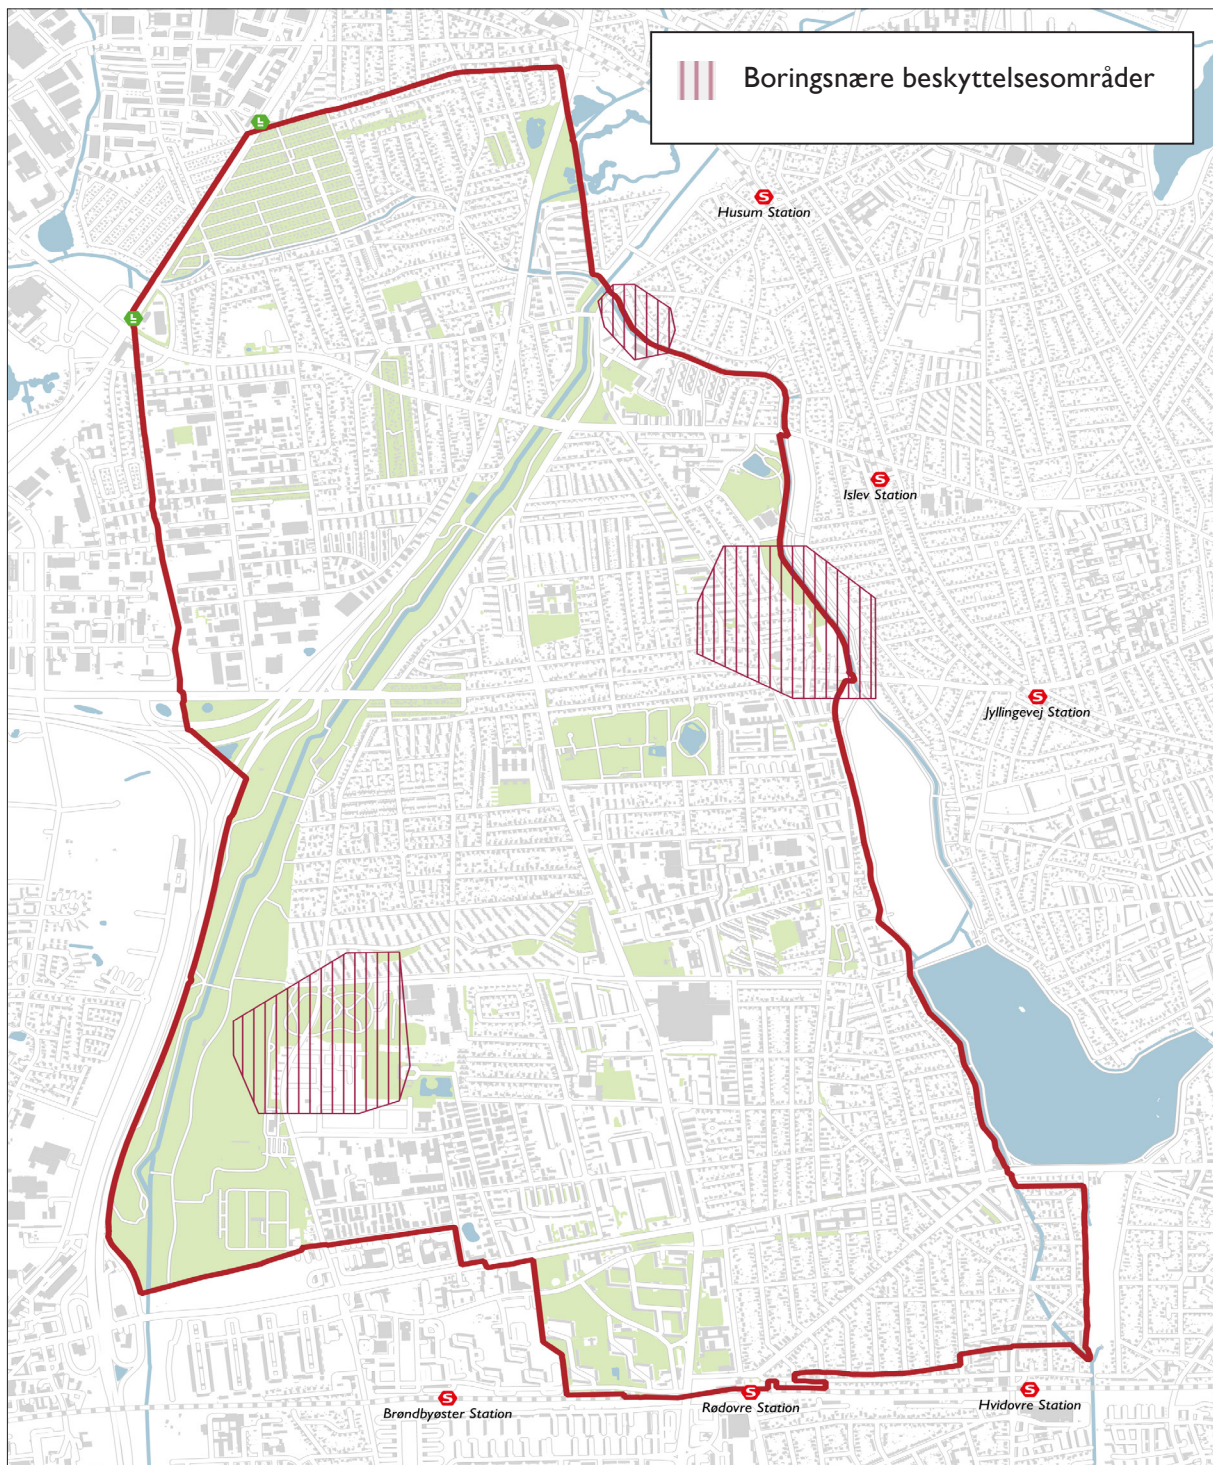 Boringsnære beskyttelsesområder
L
S
Husum Station
L
S
Islev Station
S
Jyllingevej Station
S
Brøndbyøster Station
S
Rødovre Station
S
Hvidovre Station